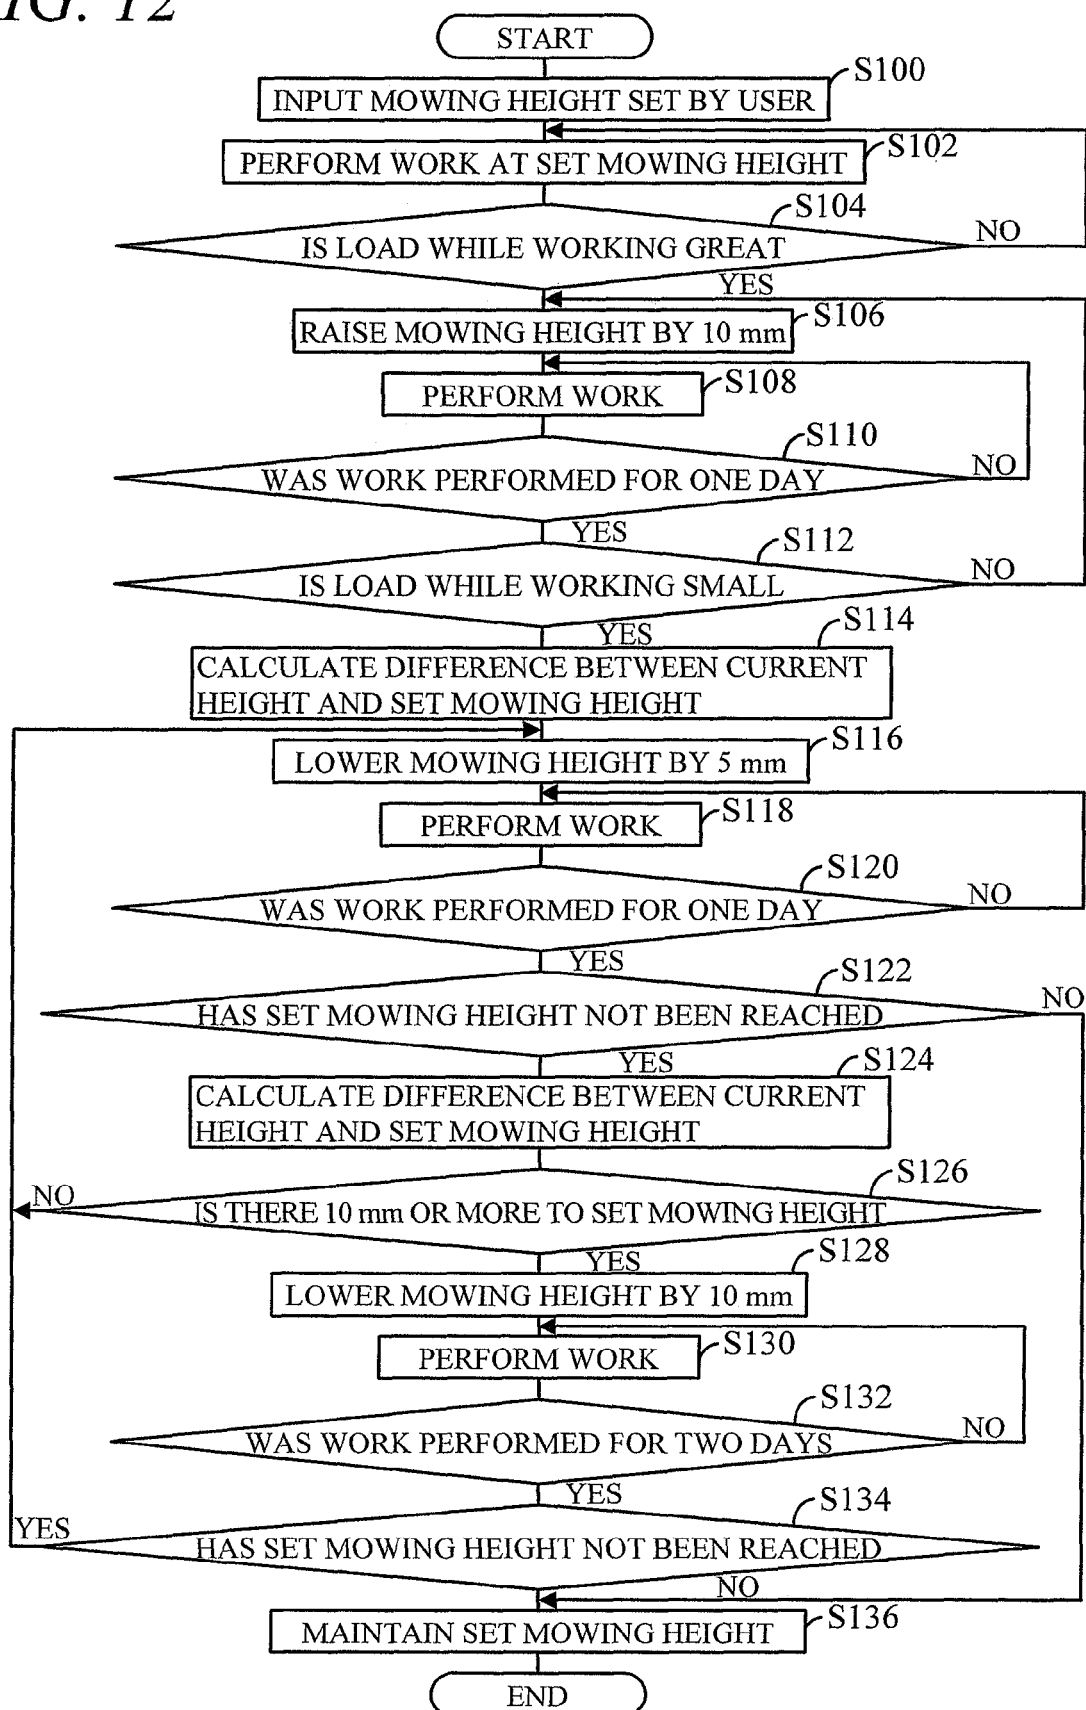 IG. 12
START
S100
INPUT MOWING HEIGHT SET BY USER
S102
PERFORM WORK AT SET MOWING HEIGHT
S104
IS LOAD WHILE WORKING GREAT
NO
YES
S106
RAISE MOWING HEIGHT BY 10 mm
S108
PERFORM WORK
S110
WAS WORK PERFORMED FOR ONE DAY
NO
YES
S112
IS LOAD WHILE WORKING SMALL
NO
YES
S114
CALCULATE DIFFERENCE BETWEEN CURRENT
HEIGHT AND SET MOWING HEIGHT
S116
LOWER MOWING HEIGHT BY 5 mm
S118
PERFORM WORK
S120
WAS WORK PERFORMED FOR ONE DAY
NO
YES
S122
HAS SET MOWING HEIGHT NOT BEEN REACHED
NO
YES
S124
CALCULATE DIFFERENCE BETWEEN CURRENT
HEIGHT AND SET MOWING HEIGHT
S126
NO
IS THERE 10 mm OR MORE TO SET MOWING HEIGHT
YES
S128
LOWER MOWING HEIGHT BY 10 mm
S130
PERFORM WORK
S132
WAS WORK PERFORMED FOR TWO DAYS
NO
YES
S134
YES
HAS SET MOWING HEIGHT NOT BEEN REACHED
NO
S136
MAINTAIN SET MOWING HEIGHT
END